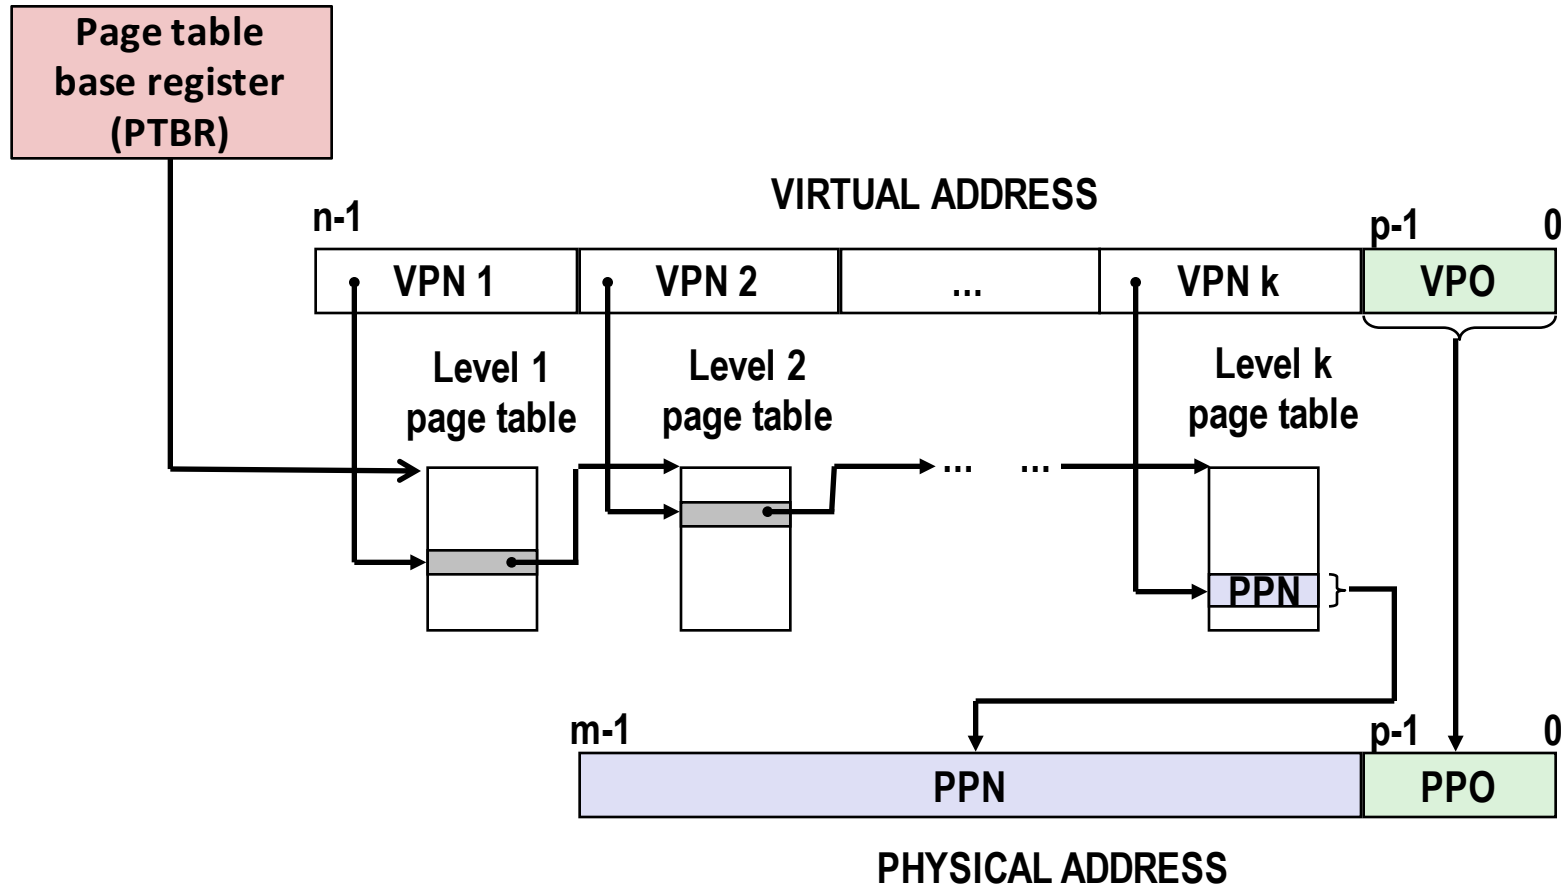 Page table
base register
(PTBR)
VIRTUAL ADDRESS
n-1
p-1
0
VPN 1
VPN 2
...
VPN k
VPO
Level 1
page table
Level 2
page table
Level k
page table
... ...
PPN
m-1
p-1
0
PPN
PPO
PHYSICAL ADDRESS